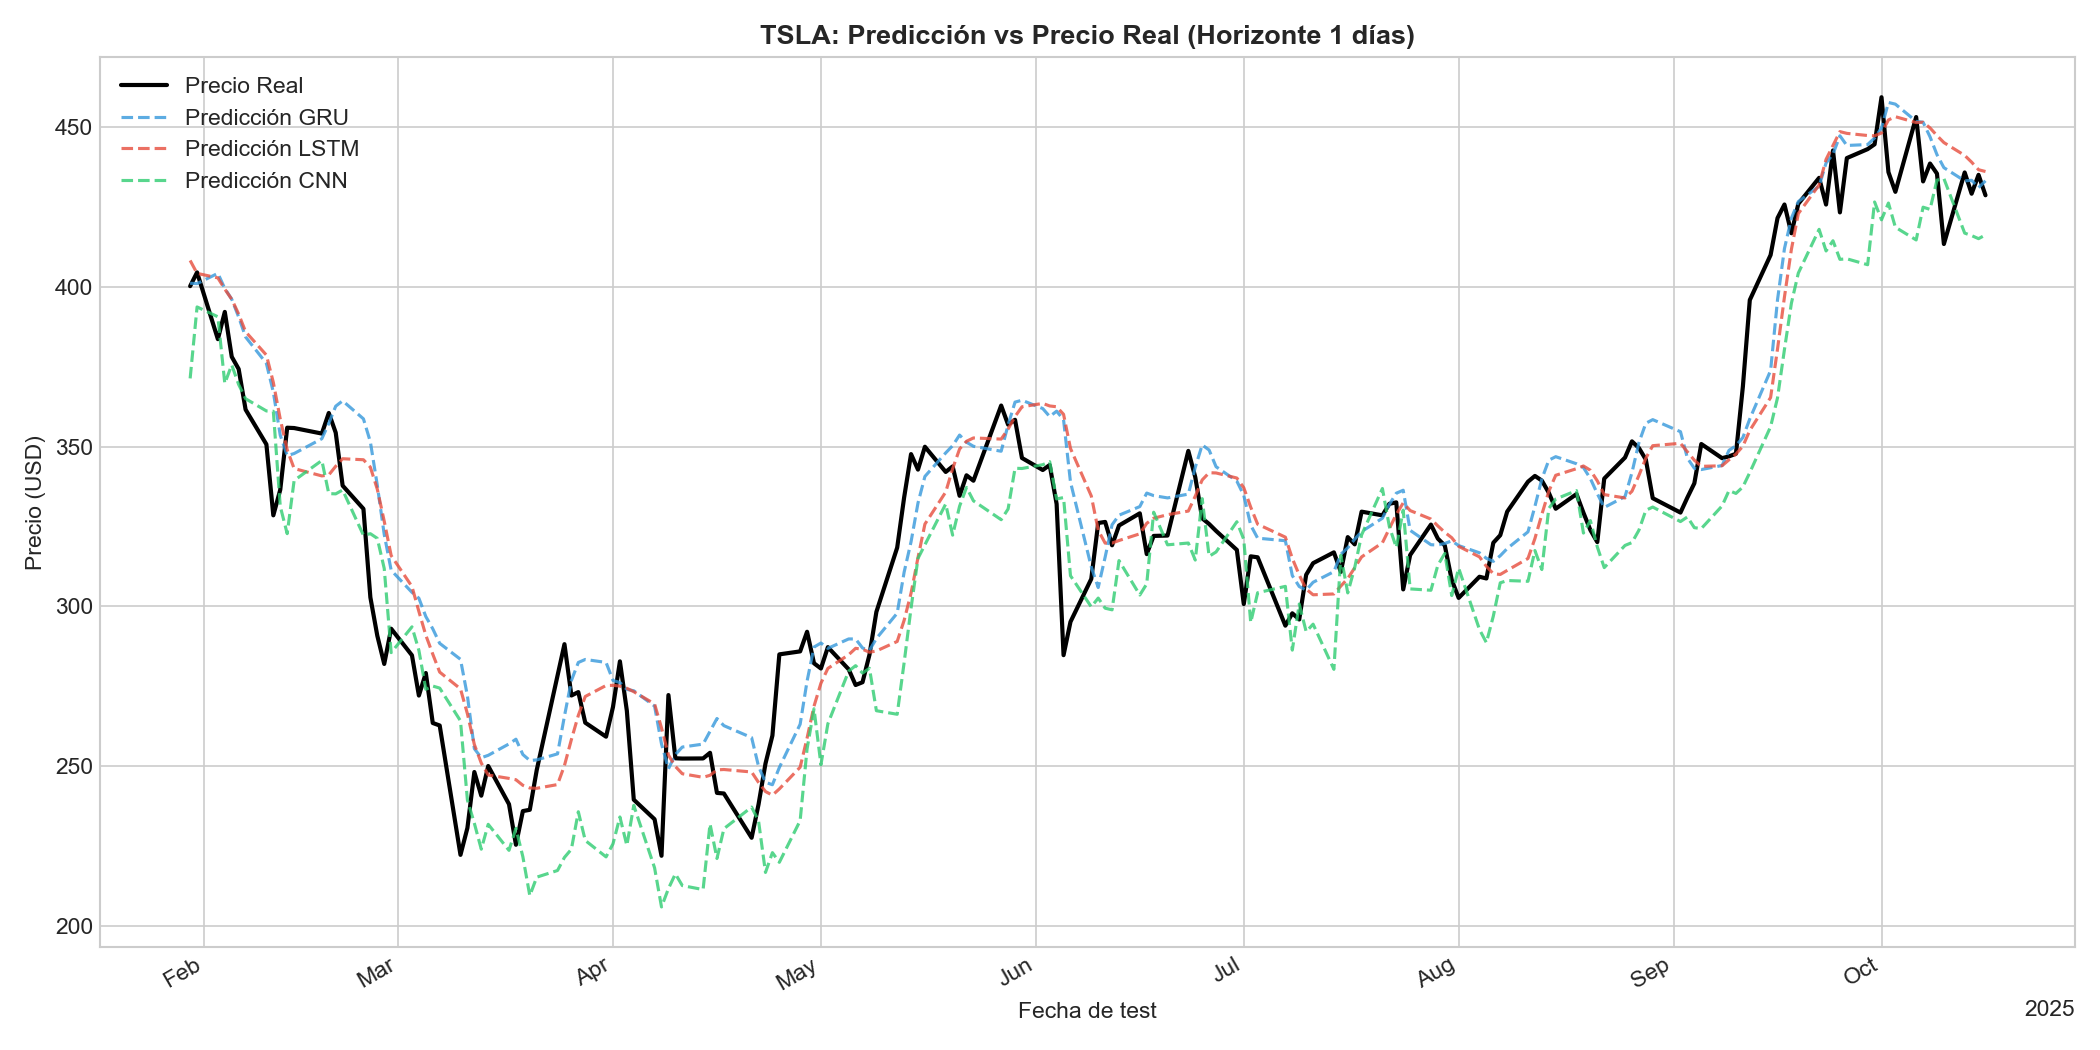 TSLA: Predicción vs Precio Real (Horizonte 1 días)
Precio Real
Predicción GRU
Predicción LSTM
Predicción CNN
Precio (USD)
450
400
350
300
250
200
Feb
Mar
Apr
May
Jun
Jul
Aug
Sep
Oct
2025
Fecha de test